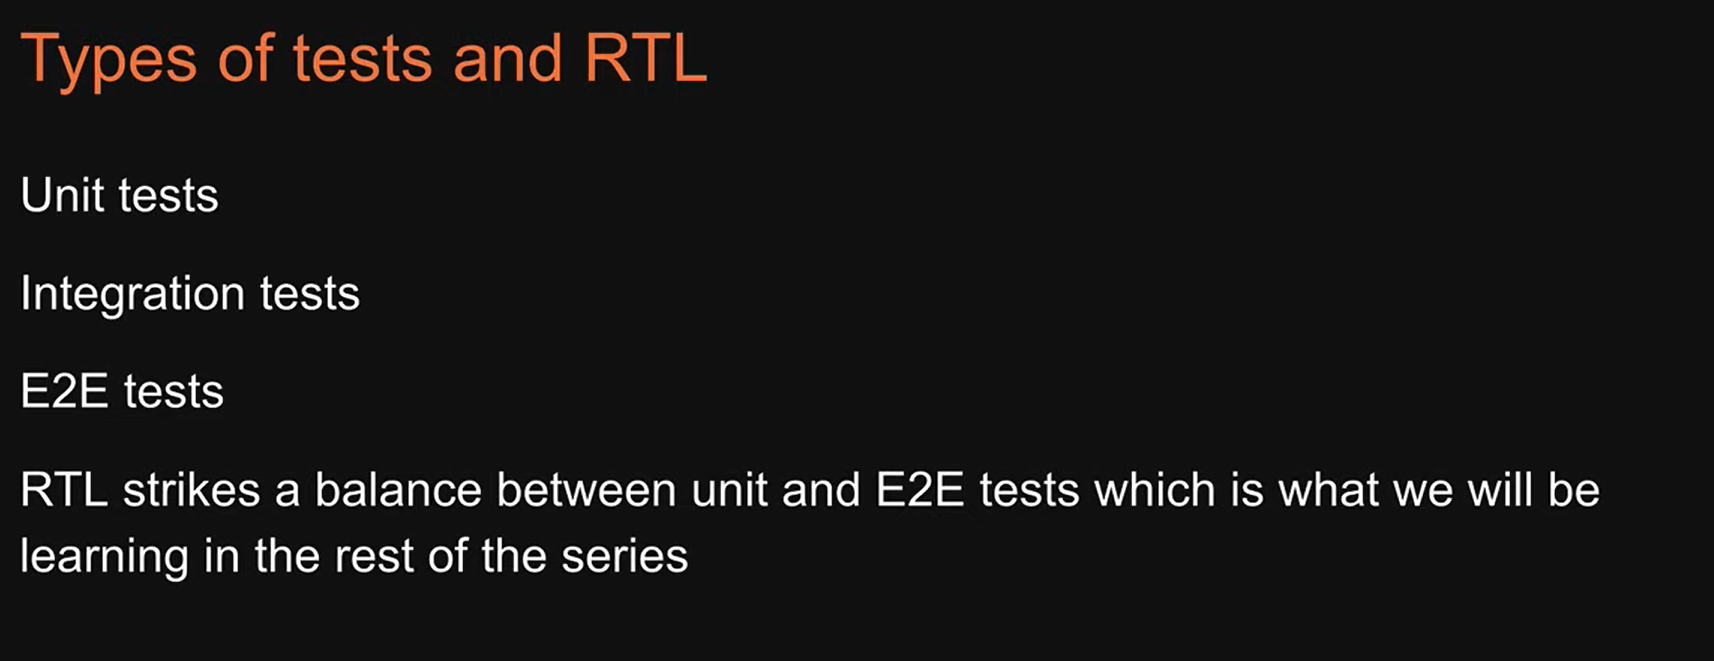 Types of tests and RTL
Unit tests
Integration tests
E2E tests
RTL strikes a balance between unit and E2E tests which is what we will be
learning in the rest of the series